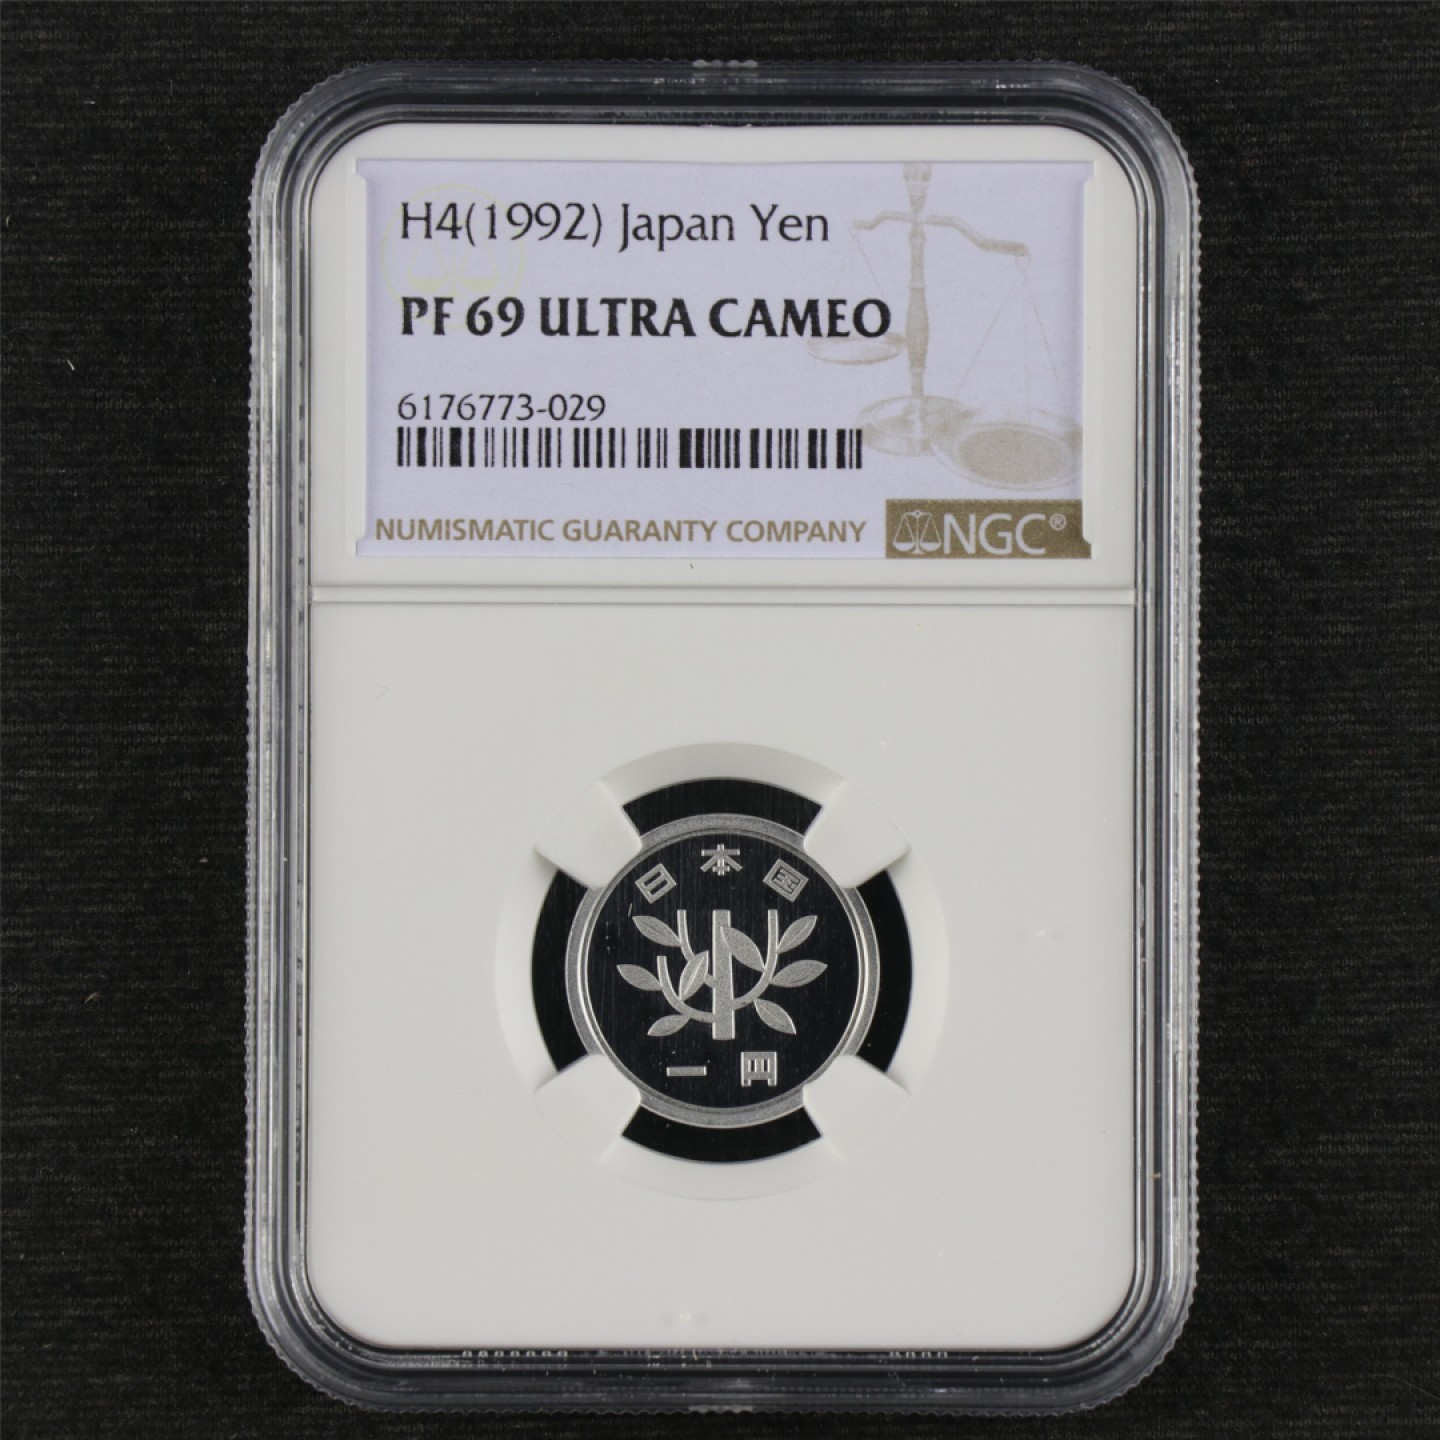 H4(1992) Japan Yen
PF 69 ULTRA CAMEO
6176773-029
NUMISMATIC GUARANTY COMPANY
NGC®
日本国
一円